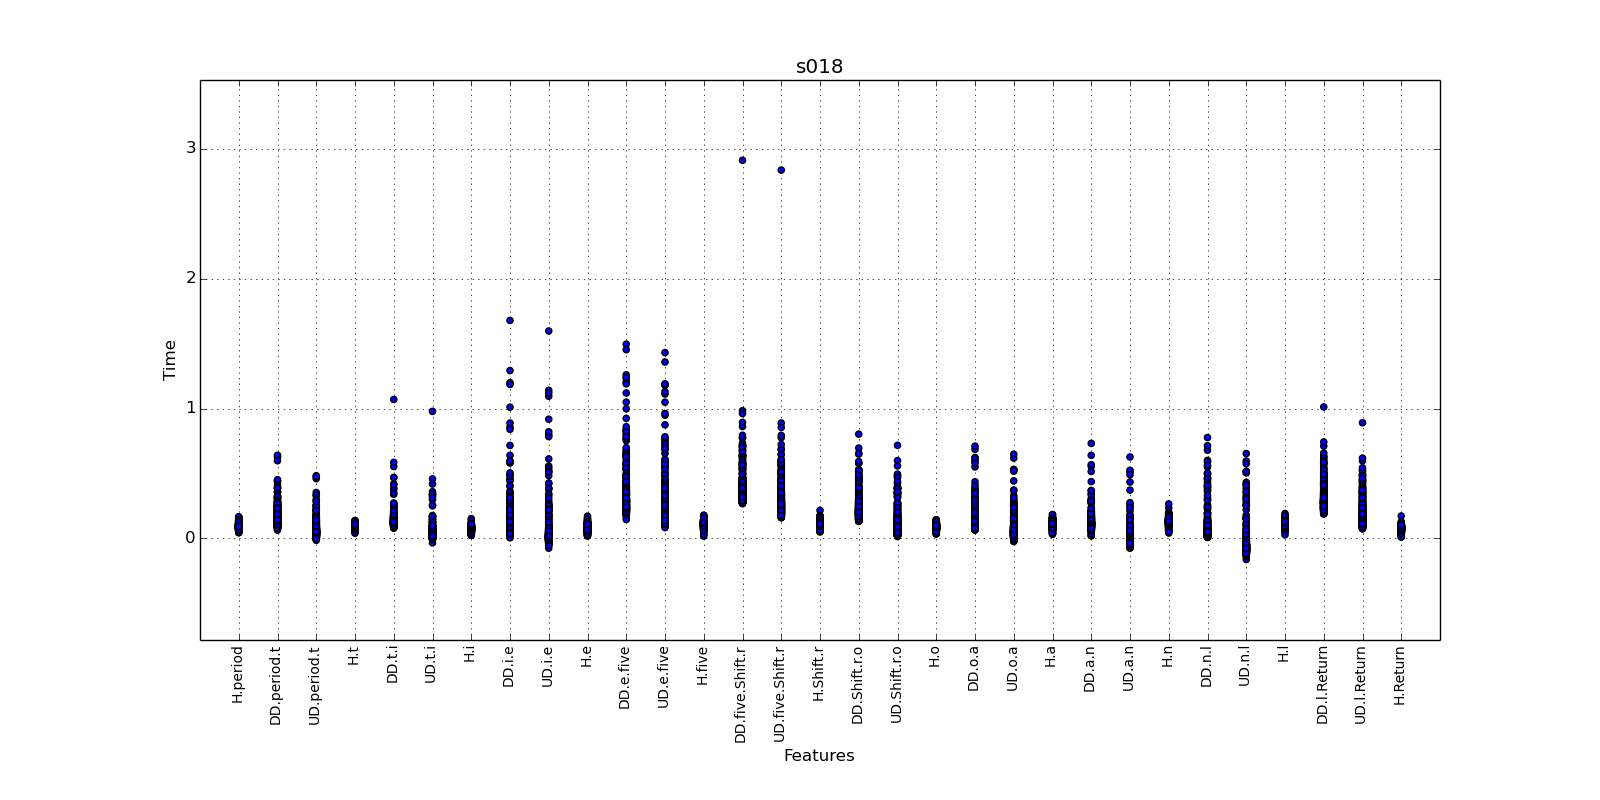 s018
3
2
1
0
Time
H.period
DD.period.t
UD.period.t
H.t
DD.t.i
UD.t.i
H.i
DD.i.e
UD.i.e
H.e
DD.e.five
UD.e.five
H.five
DD.five.Shift.r
UD.five.Shift.r
H.Shift.r
DD.Shift.r.o
UD.Shift.r.o
H.o
DD.o.a
UD.o.a
H.a
DD.a.n
UD.a.n
H.n
DD.n.l
UD.n.l
H.l
DD.l.Return
UD.l.Return
H.Return
Features